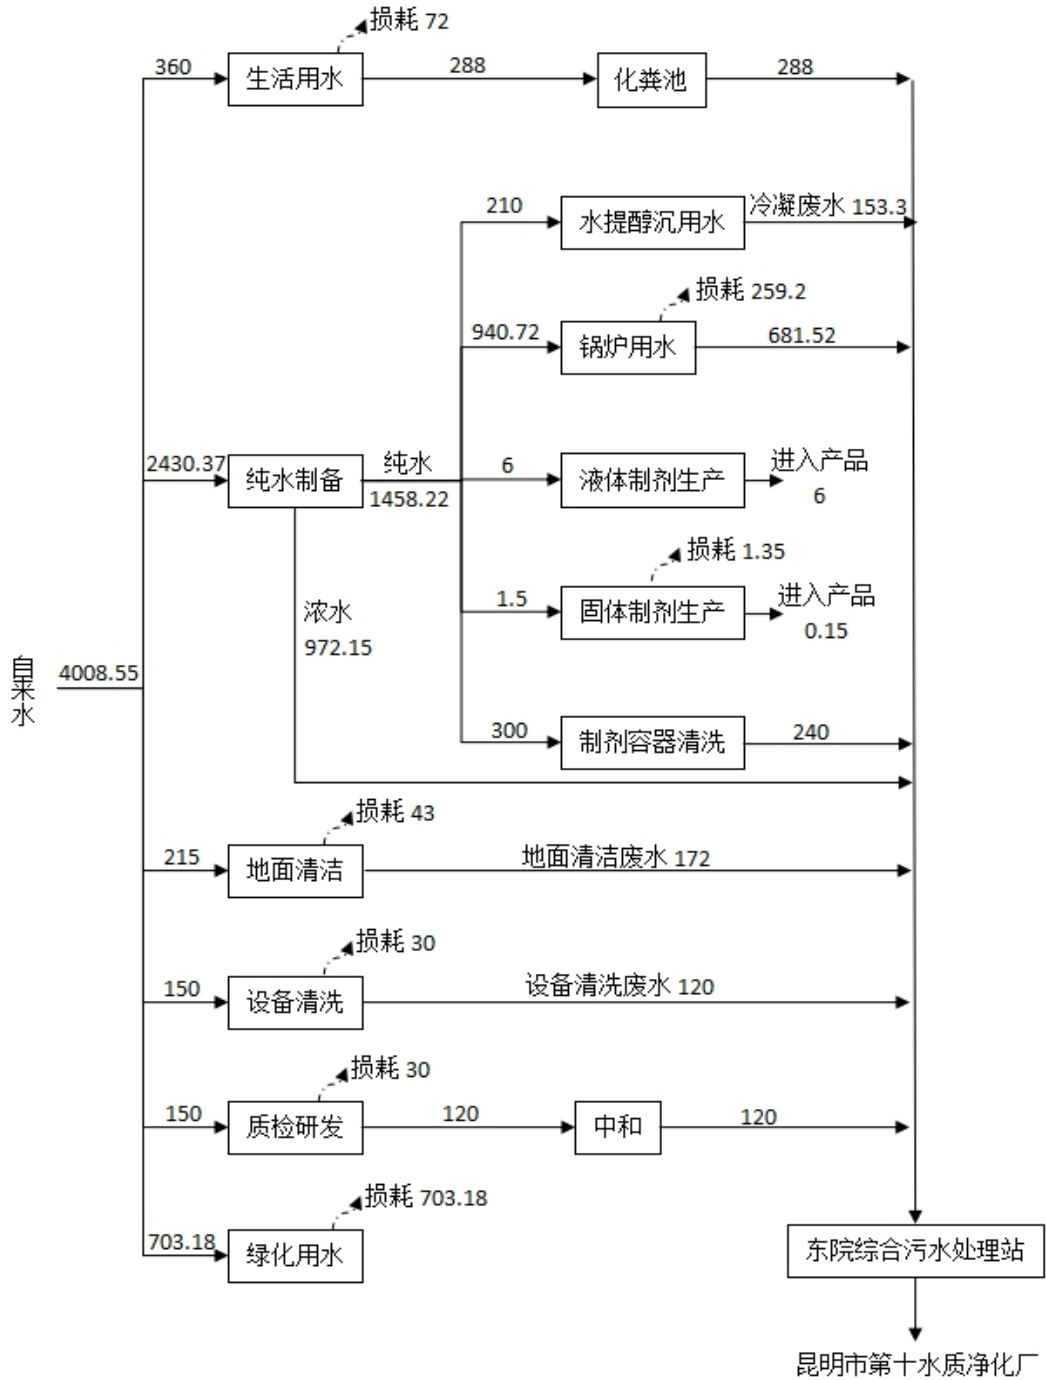 损耗 72
360
生活用水
288
化粪池
288
210
水提醇沉用水
冷凝废水 153.3
损耗 259.2
940.72
锅炉用水
681.52
2430.37
纯水制备
纯水
1458.22
6
液体制剂生产
进入产品
6
损耗 1.35
1.5
固体制剂生产
进入产品
0.15
浓水
972.15
自来水
4008.55
300
制剂容器清洗
240
损耗 43
215
地面清洁
地面清洁废水 172
损耗 30
150
设备清洗
设备清洗废水 120
损耗 30
150
质检研发
120
中和
120
损耗 703.18
703.18
绿化用水
东院综合污水处理站
昆明市第十水质净化厂